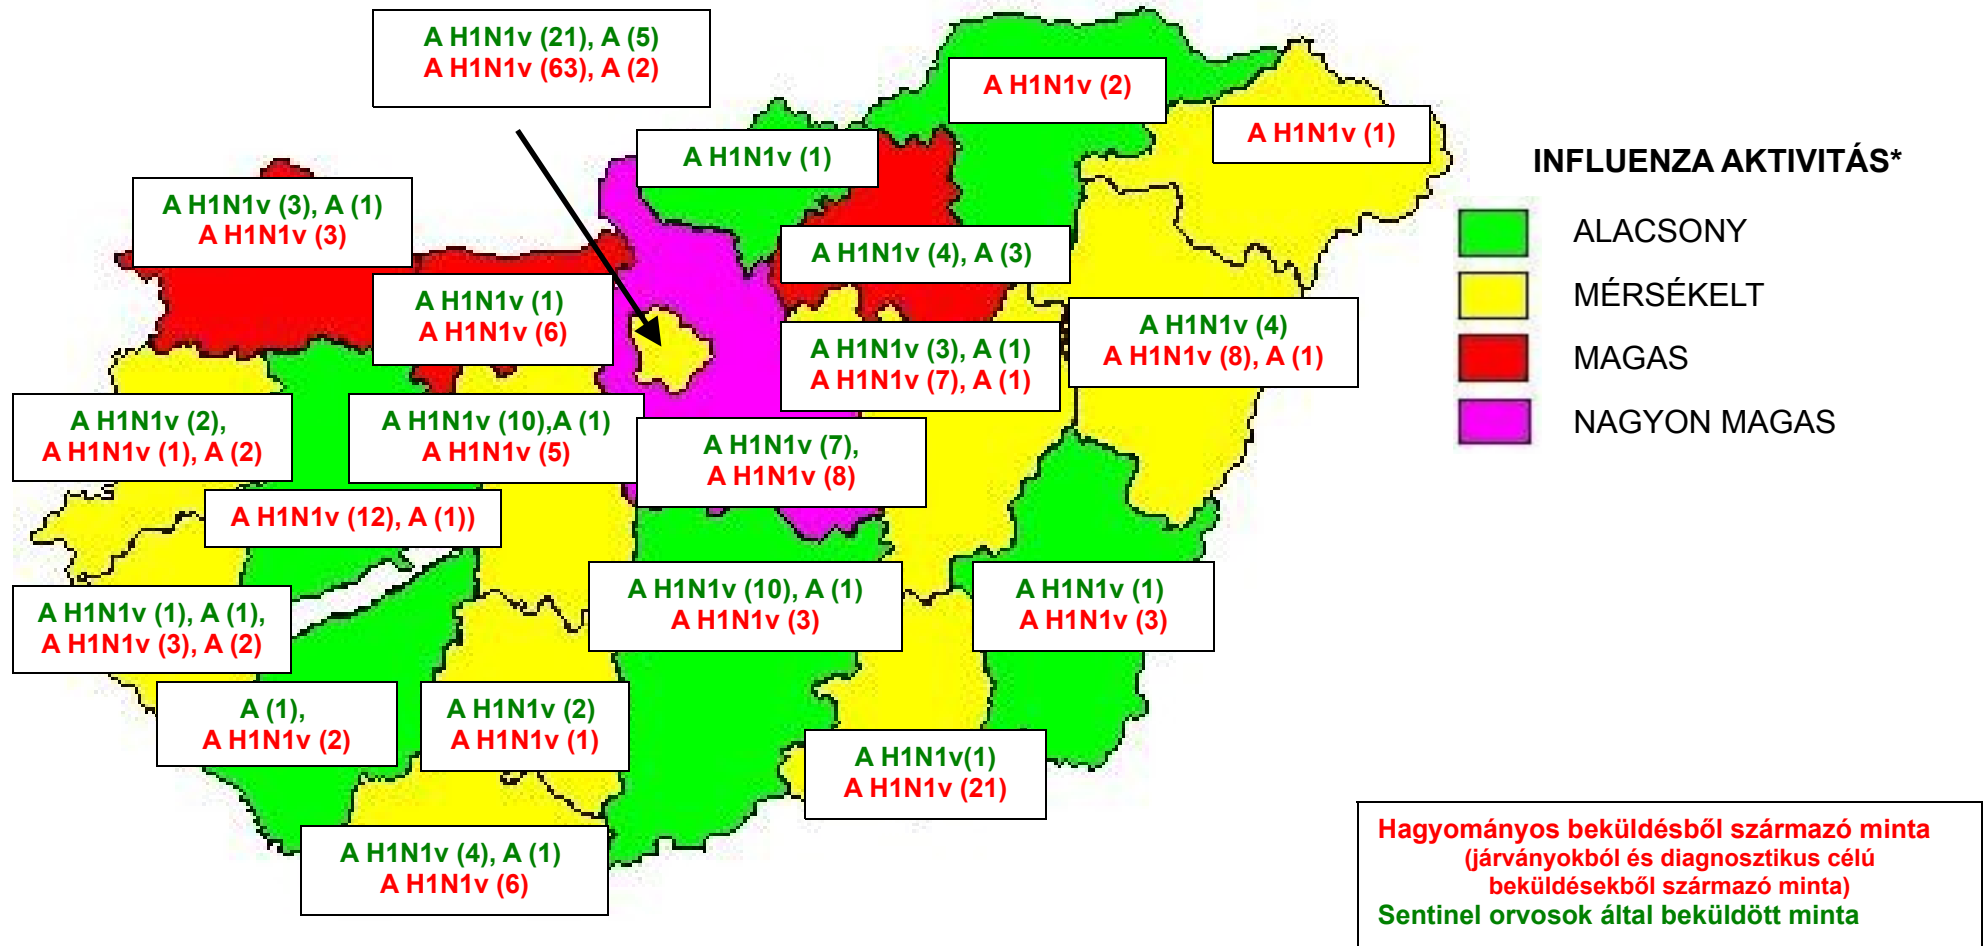 A H1N1v (21), A (5)
A H1N1v (63), A (2)
A H1N1v (2)
A H1N1v (1)
A H1N1v (1)
INFLUENZA AKTIVITÁS*
A H1N1v (3), A (1)
A H1N1v (3)
ALACSONY
A H1N1v (4), A (3)
MÉRSÉKELT
A H1N1v (1)
A H1N1v (6)
A H1N1v (4)
A H1N1v (8), A (1)
A H1N1v (3), A (1)
A H1N1v (7), A (1)
MAGAS
NAGYON MAGAS
A H1N1v (2),
A H1N1v (1), A (2)
A H1N1v (10),A (1)
A H1N1v (5)
A H1N1v (7),
A H1N1v (8)
A H1N1v (12), A (1))
A H1N1v (1), A (1),
A H1N1v (3), A (2)
A H1N1v (10), A (1)
A H1N1v (3)
A H1N1v (1)
A H1N1v (3)
A (1),
A H1N1v (2)
A H1N1v (2)
A H1N1v (1)
A H1N1v(1)
A H1N1v (21)
A H1N1v (4), A (1)
A H1N1v (6)
Hagyományos beküldésből származó minta
(járványokból és diagnosztikus célú
beküldésekből származó minta)
Sentinel orvosok által beküldött minta